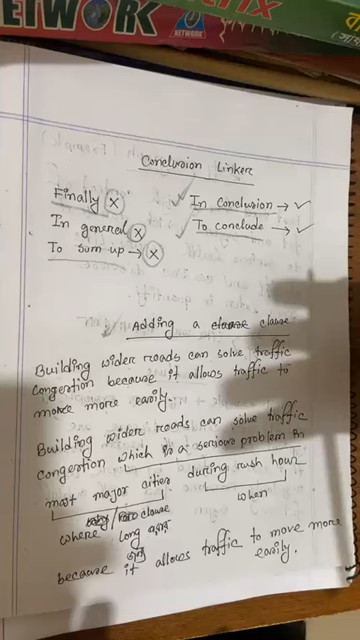 ETWORK
NETWORK
Conclusion Linker
Finally (X)
In Conclusion → ✓
In general (X)
To conclude → ✓
To sum up → (X)
Adding a clause
Building wider roads can solve traffic
congestion because it allows traffic to
move more easily.
Building wider roads can solve traffic
congestion which is a serious problem in
most major cities during rush hour
where
clause
when
long
because it allows traffic to move more
easily.